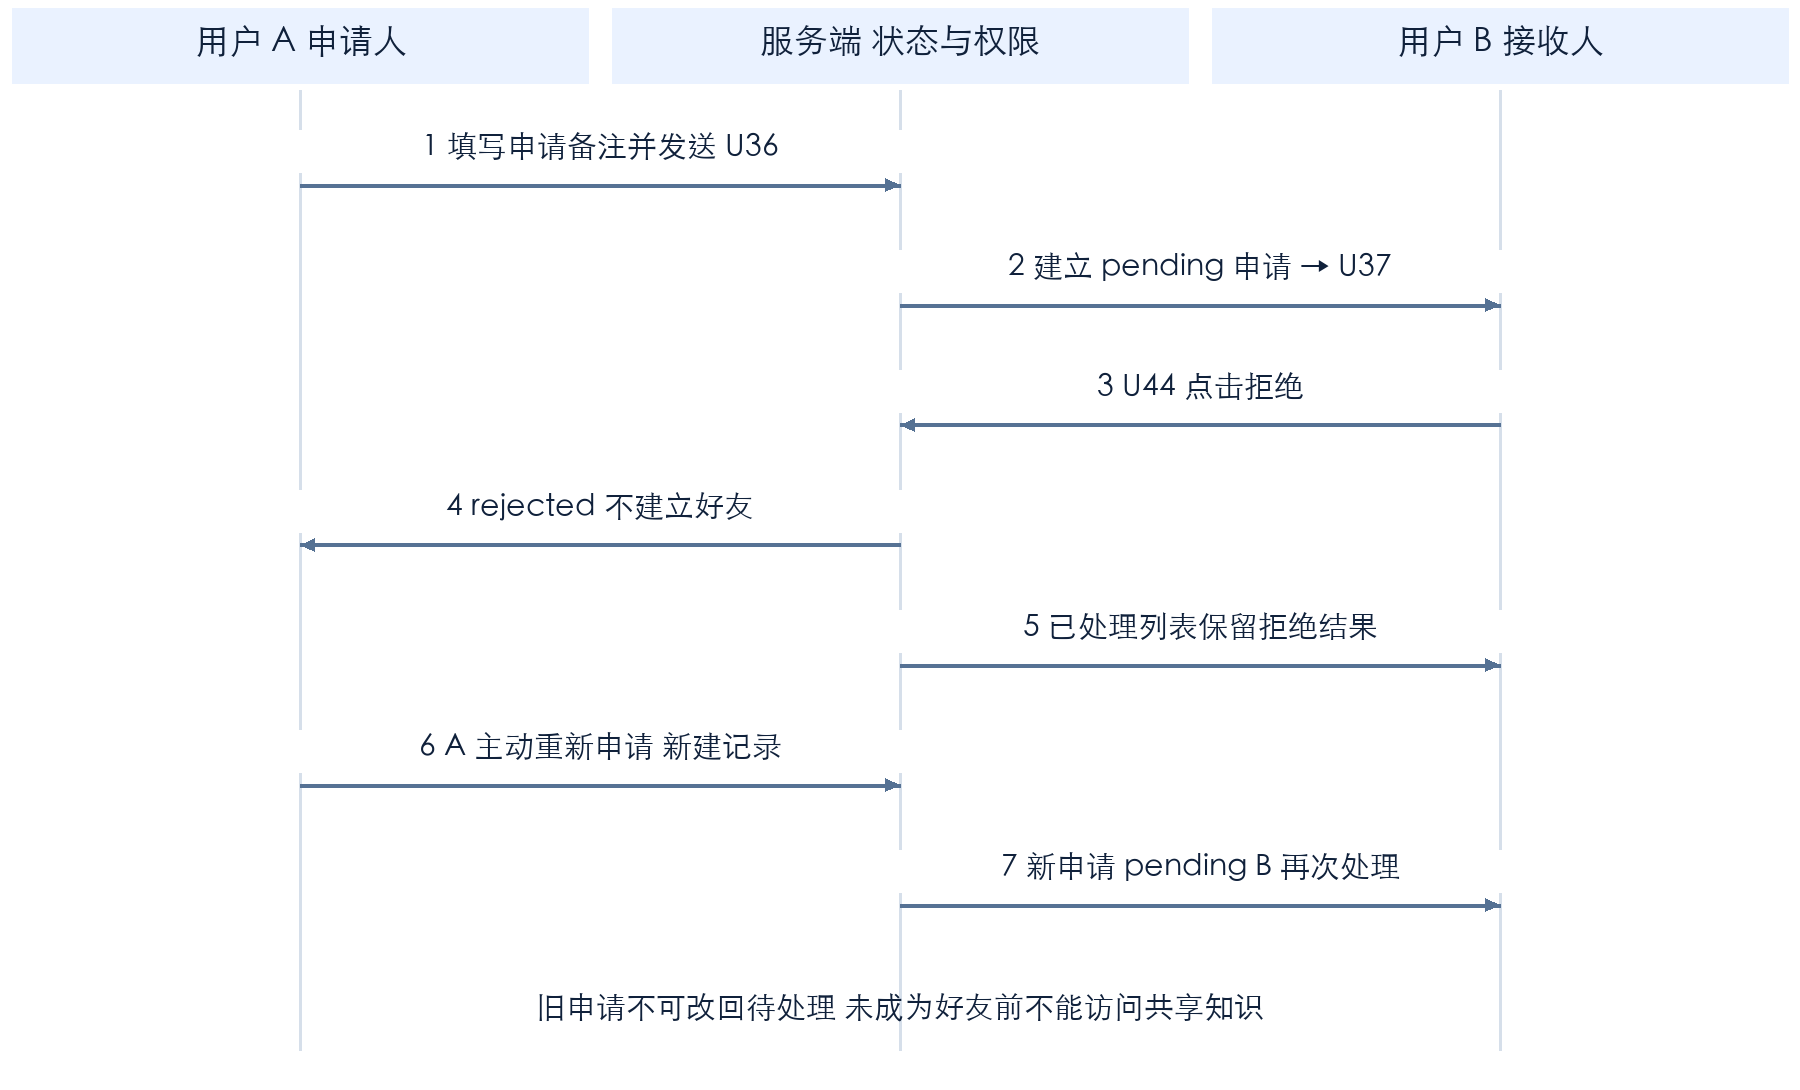 用户 A 申请人
服务端 状态与权限
用户 B 接收人
1 填写申请备注并发送 U36
2 建立 pending 申请 → U37
3 U44 点击拒绝
4 rejected 不建立好友
5 已处理列表保留拒绝结果
6 A 主动重新申请 新建记录
7 新申请 pending B 再次处理
旧申请不可改回待处理 未成为好友前不能访问共享知识